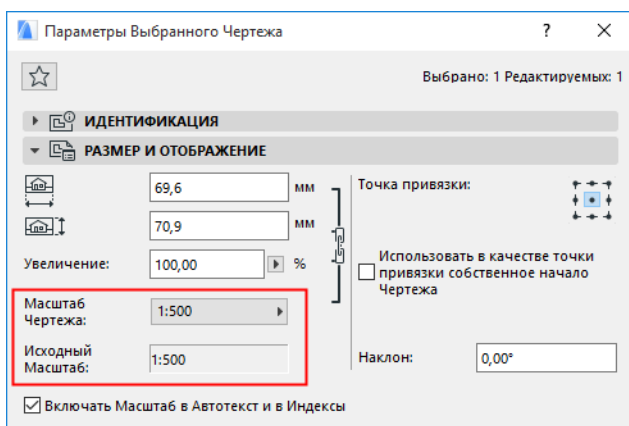 Параметры Выбранного Чертежа ? ×
Выбрано: 1 Редактируемых: 1
ИДЕНТИФИКАЦИЯ
РАЗМЕР И ОТОБРАЖЕНИЕ
69,6 мм
Точка привязки:
70,9 мм
Увеличение: 100,00 %
Использовать в качестве точки
привязки собственное начало
Чертежа
Масштаб
Чертежа:
1:500
Исходный
Масштаб:
1:500
Наклон: 0,00°
Включать Масштаб в Автотекст и в Индексы